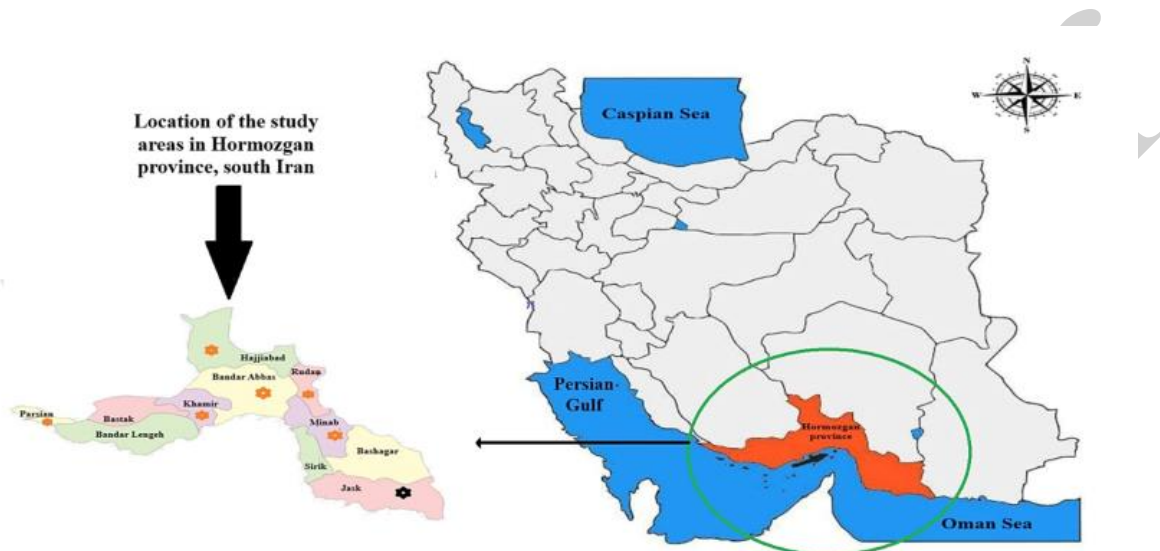 Location of the study
areas in Hormozgan
province, south Iran
Hajjiabad
Bandar Abbas
Rudan
Parsian
Bastak
Khamir
Minab
Bandar Lengeh
Bashagar
Sirik
Jask
N
W
E
S
Caspian Sea
Persian-
Gulf
Hormozgan
province
Oman Sea